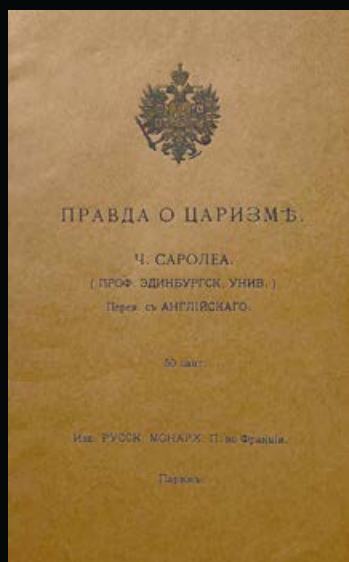 ПРАВДА О ЦАРИЗМѢ.
Ч. САРОЛЕА.
( ПРОФ. ЭДИНБУРГСК. УНИВ. )
Перев. съ АНГЛІЙСКАГО.
50 сант.
Изд. РУССК. МОНАРХ. П. во Франціи.
Парижъ.